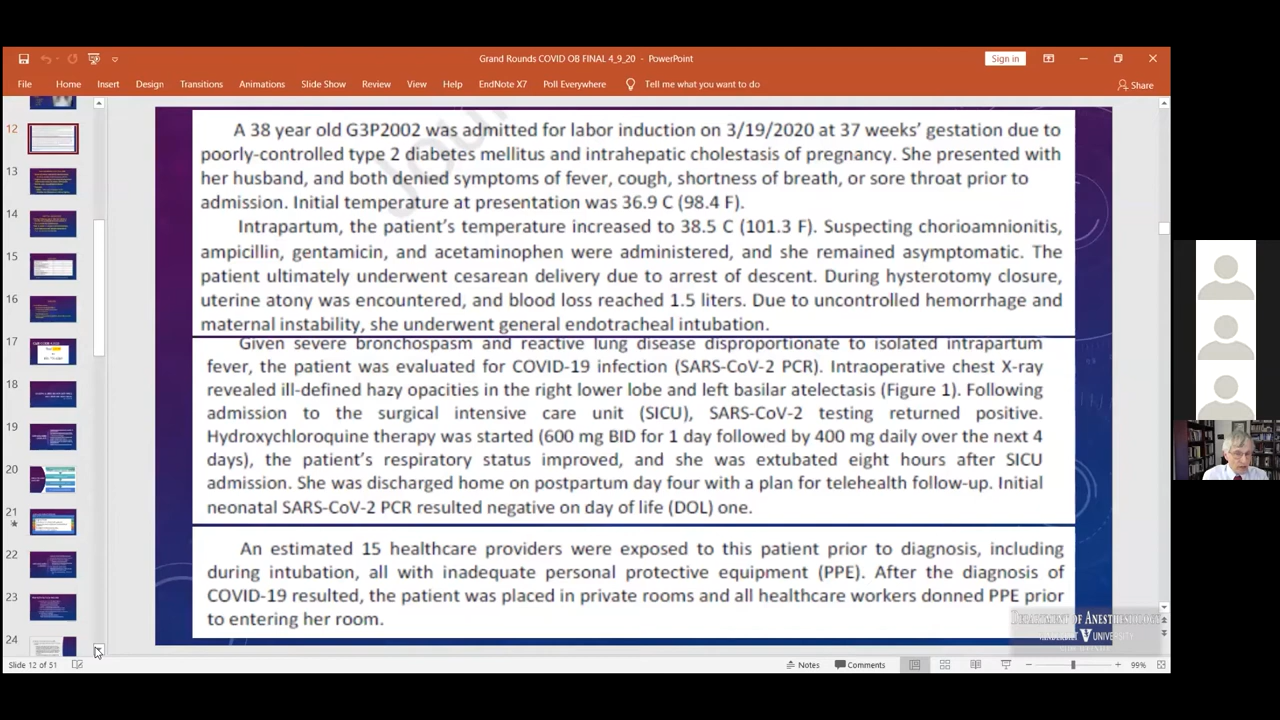 Grand Rounds COVID OB FINAL 4_9_20 - PowerPoint
Sign in
File Home Insert Design Transitions Animations Slide Show Review View Help EndNote X7 Poll Everywhere Tell me what you want to do Share
12
13
14
15
16
17
18
19
20
21
22
23
24
A 38 year old G3P2002 was admitted for labor induction on 3/19/2020 at 37 weeks' gestation due to
poorly-controlled type 2 diabetes mellitus and intrahepatic cholestasis of pregnancy. She presented with
her husband, and both denied symptoms of fever, cough, shortness of breath, or sore throat prior to
admission. Initial temperature at presentation was 36.9 C (98.4 F).
Intrapartum, the patient's temperature increased to 38.5 C (101.3 F). Suspecting chorioamnionitis,
ampicillin, gentamicin, and acetaminophen were administered, and she remained asymptomatic. The
patient ultimately underwent cesarean delivery due to arrest of descent. During hysterotomy closure,
uterine atony was encountered, and blood loss reached 1.5 liters. Due to uncontrolled hemorrhage and
maternal instability, she underwent general endotracheal intubation.
Given severe bronchospasm and reactive lung disease disproportionate to isolated intrapartum
fever, the patient was evaluated for COVID-19 infection (SARS-CoV-2 PCR). Intraoperative chest X-ray
revealed ill-defined hazy opacities in the right lower lobe and left basilar atelectasis (Figure 1). Following
admission to the surgical intensive care unit (SICU), SARS-CoV-2 testing returned positive.
Hydroxychloroquine therapy was started (600 mg BID for 1 day followed by 400 mg daily over the next 4
days), the patient's respiratory status improved, and she was extubated eight hours after SICU
admission. She was discharged home on postpartum day four with a plan for telehealth follow-up. Initial
neonatal SARS-CoV-2 PCR resulted negative on day of life (DOL) one.
An estimated 15 healthcare providers were exposed to this patient prior to diagnosis, including
during intubation, all with inadequate personal protective equipment (PPE). After the diagnosis of
COVID-19 resulted, the patient was placed in private rooms and all healthcare workers donned PPE prior
to entering her room.
DEPARTMENT OF ANESTHESIOLOGY
VANDERBILT UNIVERSITY
Slide 12 of 51
Notes Comments 99%